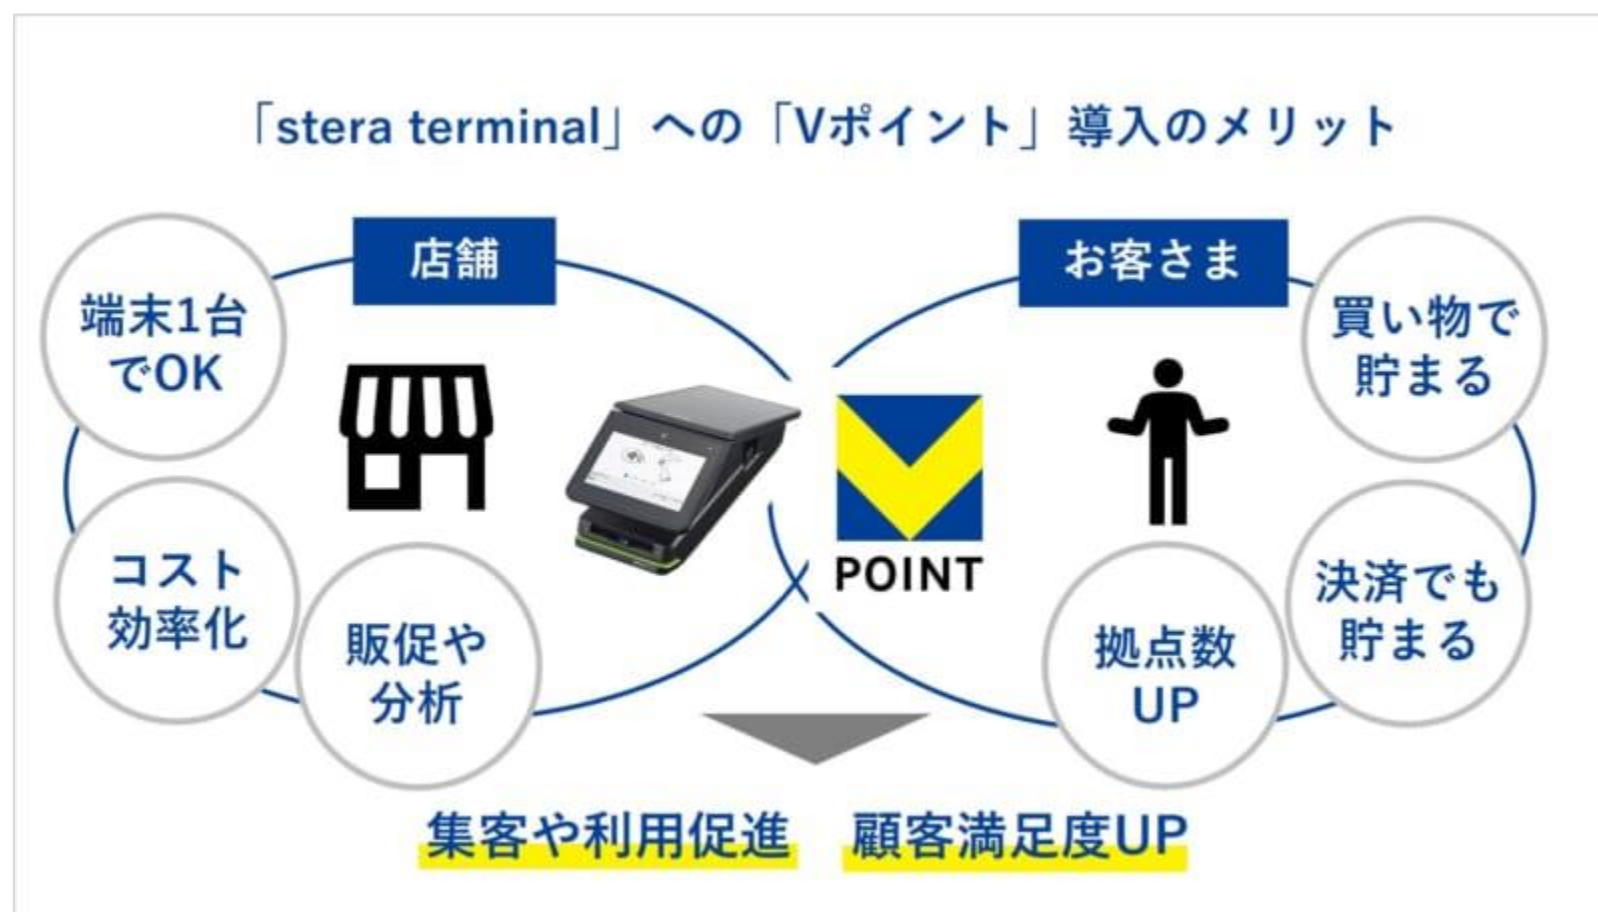 「stera terminal」への「Vポイント」導入のメリット
店舗
お客さま
端末1台
でOK
コスト
効率化
販促や
分析
POINT
買い物で
貯まる
決済でも
貯まる
拠点数
UP
集客や利用促進 顧客満足度UP